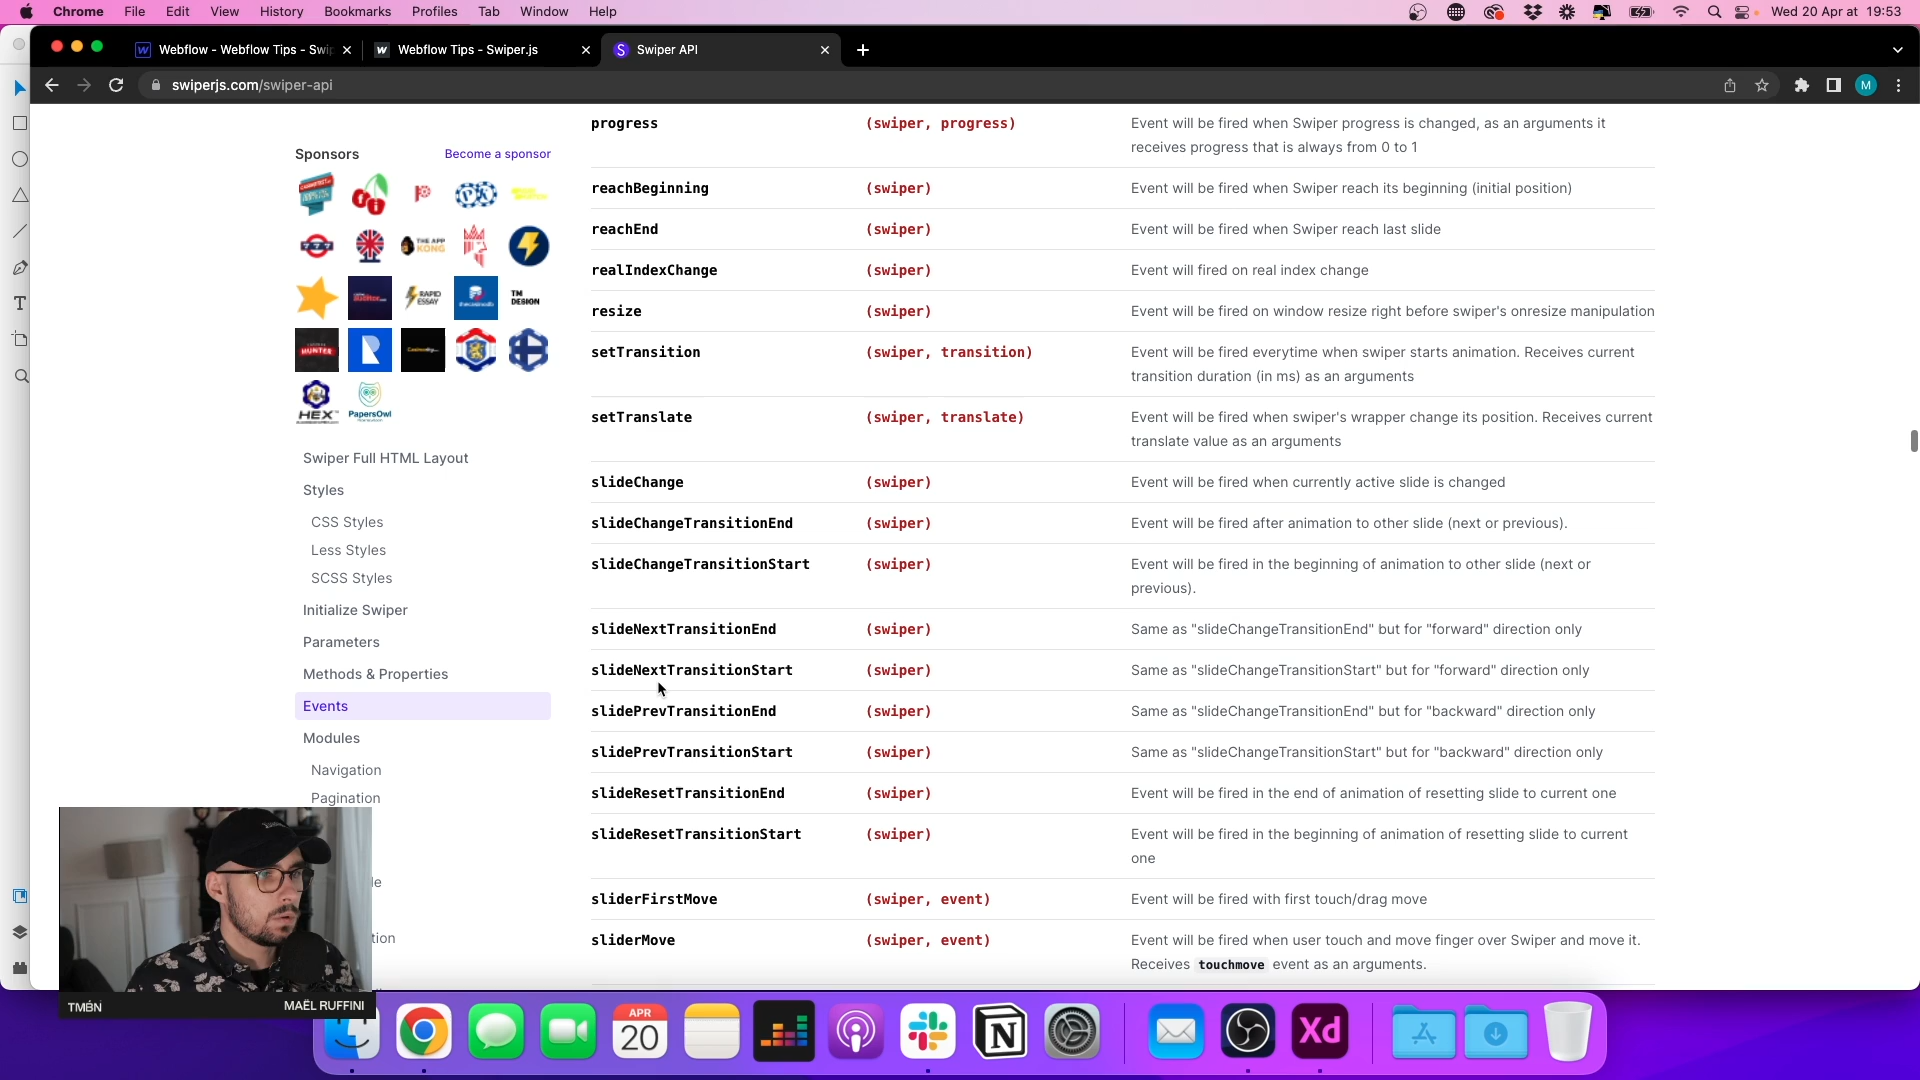 Chrome File Edit View History Bookmarks Profiles Tab Window Help
Wed 20 Apr at 19:53
Webflow - Webflow Tips - Swi
Webflow Tips - Swiper.js
Swiper API
swiperjs.com/swiper-api
M
Sponsors
Become a sponsor
THE APP KONG
RAPID ESSAY
TM DESIGN
HUNTER
HEX
PapersOwl
Swiper Full HTML Layout
Styles
CSS Styles
Less Styles
SCSS Styles
Initialize Swiper
Parameters
Methods & Properties
Events
Modules
Navigation
Pagination
le
tion
progress (swiper, progress) Event will be fired when Swiper progress is changed, as an arguments it
receives progress that is always from 0 to 1
reachBeginning (swiper) Event will be fired when Swiper reach its beginning (initial position)
reachEnd (swiper) Event will be fired when Swiper reach last slide
realIndexChange (swiper) Event will fired on real index change
resize (swiper) Event will be fired on window resize right before swiper's onresize manipulation
setTransition (swiper, transition) Event will be fired everytime when swiper starts animation. Receives current
transition duration (in ms) as an arguments
setTranslate (swiper, translate) Event will be fired when swiper's wrapper change its position. Receives current
translate value as an arguments
slideChange (swiper) Event will be fired when currently active slide is changed
slideChangeTransitionEnd (swiper) Event will be fired after animation to other slide (next or previous).
slideChangeTransitionStart (swiper) Event will be fired in the beginning of animation to other slide (next or
previous).
slideNextTransitionEnd (swiper) Same as "slideChangeTransitionEnd" but for "forward" direction only
slideNextTransitionStart (swiper) Same as "slideChangeTransitionStart" but for "forward" direction only
slidePrevTransitionEnd (swiper) Same as "slideChangeTransitionEnd" but for "backward" direction only
slidePrevTransitionStart (swiper) Same as "slideChangeTransitionStart" but for "backward" direction only
slideResetTransitionEnd (swiper) Event will be fired in the end of animation of resetting slide to current one
slideResetTransitionStart (swiper) Event will be fired in the beginning of animation of resetting slide to current
one
sliderFirstMove (swiper, event) Event will be fired with first touch/drag move
sliderMove (swiper, event) Event will be fired when user touch and move finger over Swiper and move it.
Receives touchmove event as an arguments.
MAËL RUFFINI
APR
20
Xd